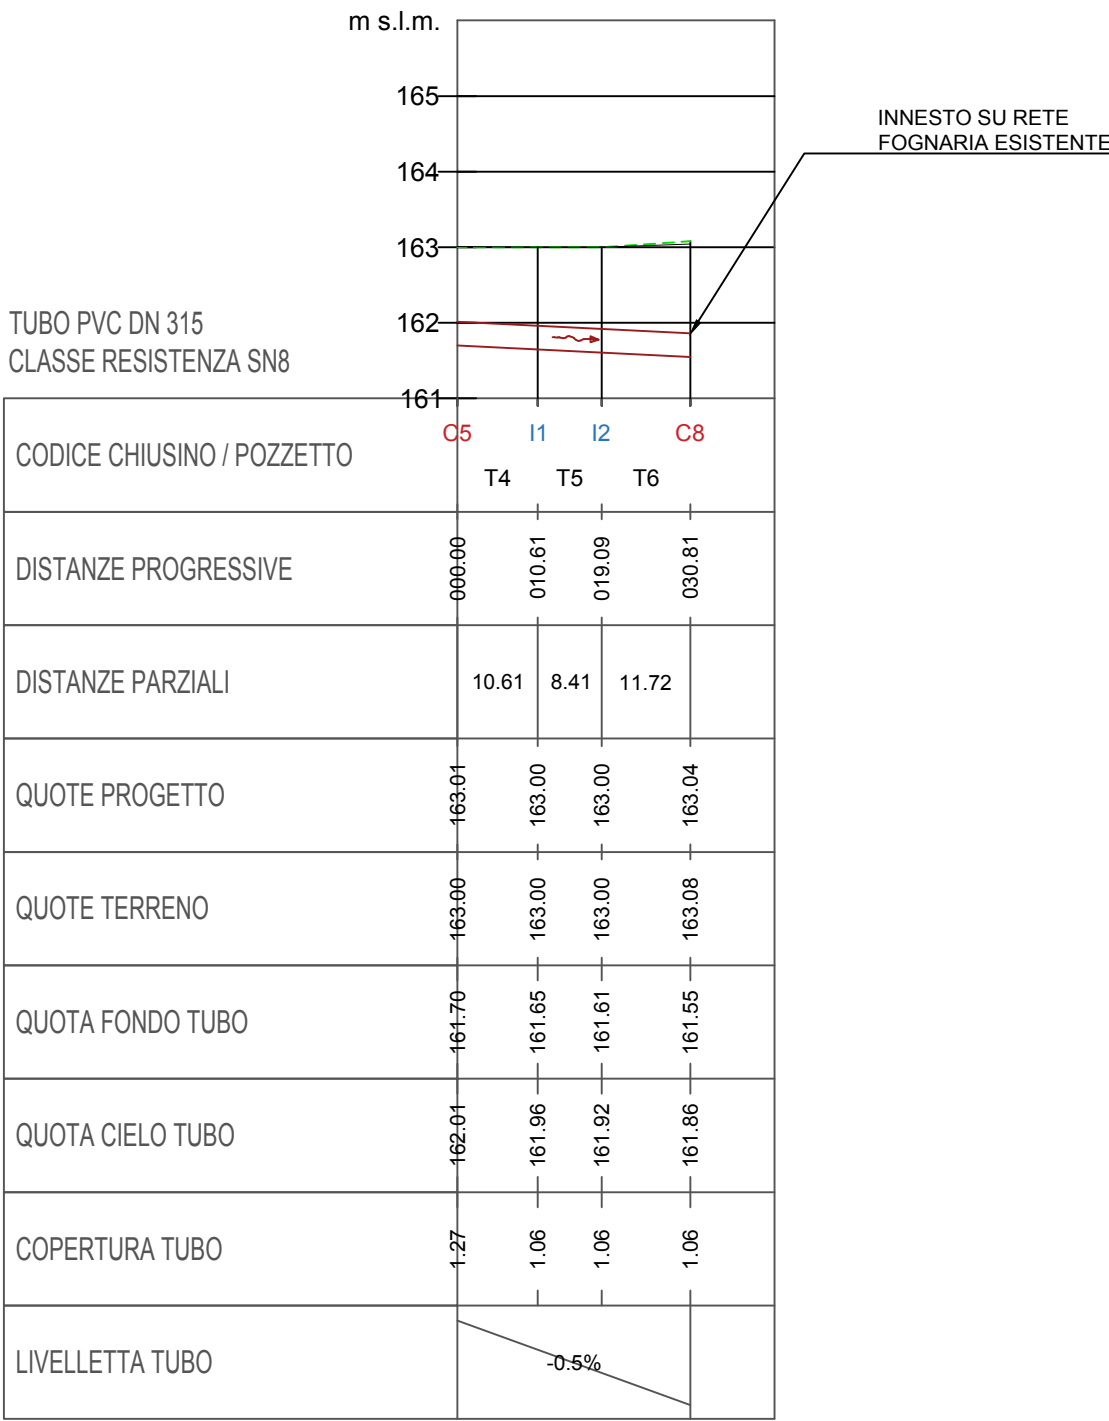 m s.l.m.
165
INNESTO SU RETE
FOGNARIA ESISTENTE
164
163
162
TUBO PVC DN 315
CLASSE RESISTENZA SN8
161
C5 I1 I2 C8
CODICE CHIUSINO / POZZETTO
T4 T5 T6
DISTANZE PROGRESSIVE 000.00 010.61 019.09 030.81
DISTANZE PARZIALI 10.61 8.41 11.72
QUOTE PROGETTO 163.01 163.00 163.00 163.04
QUOTE TERRENO 163.00 163.00 163.00 163.08
QUOTA FONDO TUBO 161.70 161.65 161.61 161.55
QUOTA CIELO TUBO 162.01 161.96 161.92 161.86
COPERTURA TUBO 1.27 1.06 1.06 1.06
LIVELLETTA TUBO -0.5%